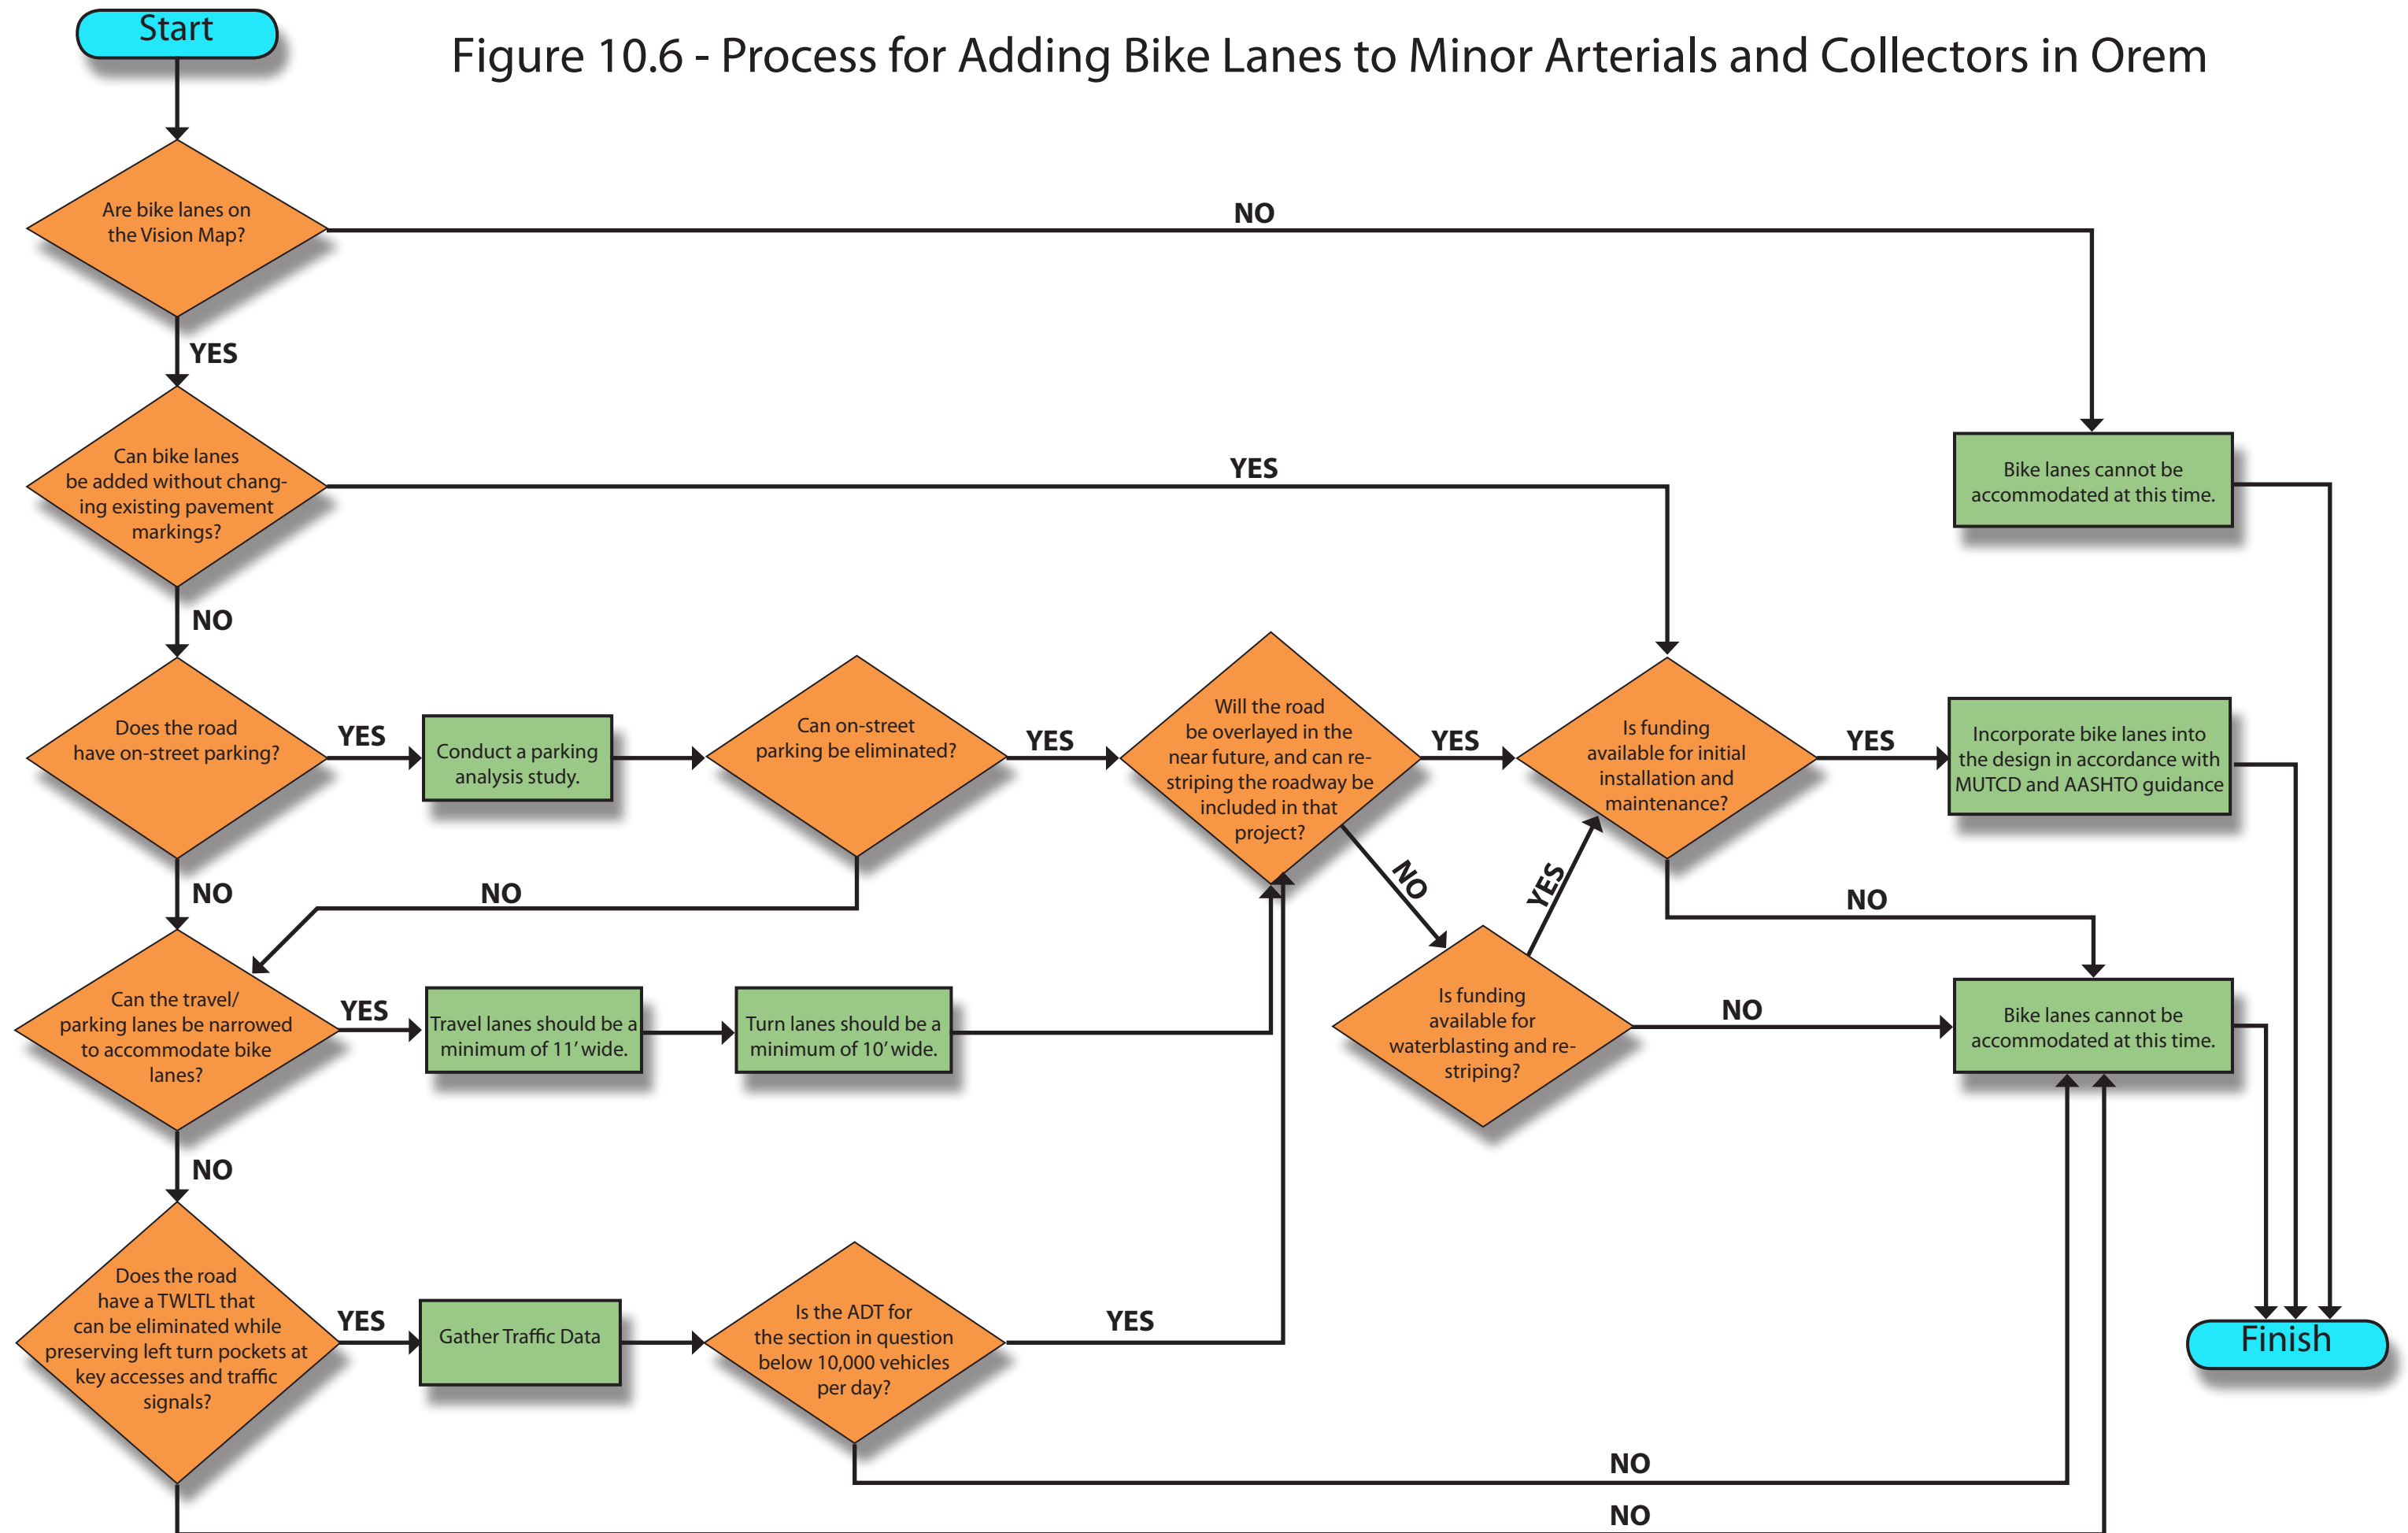 Start
Figure 10.6 - Process for Adding Bike Lanes to Minor Arterials and Collectors in Orem
Are bike lanes on
the Vision Map?
NO
YES
Can bike lanes
be added without chang-
ing existing pavement
markings?
YES
Bike lanes cannot be
accommodated at this time.
NO
Does the road
have on-street parking?
YES
Conduct a parking
analysis study.
Can on-street
parking be eliminated?
YES
Will the road
be overlayed in the
near future, and can re-
striping the roadway be
included in that
project?
YES
Is funding
available for initial
installation and
maintenance?
YES
Incorporate bike lanes into
the design in accordance with
MUTCD and AASHTO guidance
NO
NO
NO
YES
NO
Can the travel/
parking lanes be narrowed
to accommodate bike
lanes?
YES
Travel lanes should be a
minimum of 11' wide.
Turn lanes should be a
minimum of 10' wide.
Is funding
available for
waterblasting and re-
striping?
NO
Bike lanes cannot be
accommodated at this time.
NO
Does the road
have a TWLTL that
can be eliminated while
preserving left turn pockets at
key accesses and traffic
signals?
YES
Gather Traffic Data
Is the ADT for
the section in question
below 10,000 vehicles
per day?
YES
Finish
NO
NO